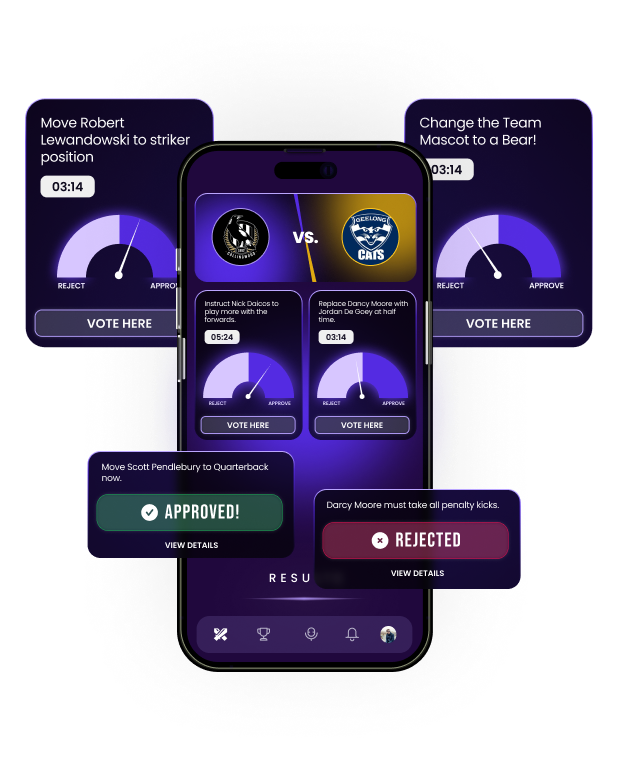 Move Robert
Lewandowski to striker
position
03:14
REJECT
VOTE HERE
Change the Team
Mascot to a Bear!
03:14
REJECT APPROVE
VOTE HERE
COLLINGWOOD
VS.
GEELONG
CATS
Instruct Nick Daicos to
play more with the
forwards.
05:24
REJECT APPROVE
VOTE HERE
Replace Dancy Moore with
Jordan De Goey at half
time.
03:14
REJECT APPROVE
VOTE HERE
Move Scott Pendlebury to Quarterback
now.
APPROVED!
VIEW DETAILS
Darcy Moore must take all penalty kicks.
REJECTED
VIEW DETAILS
RESU